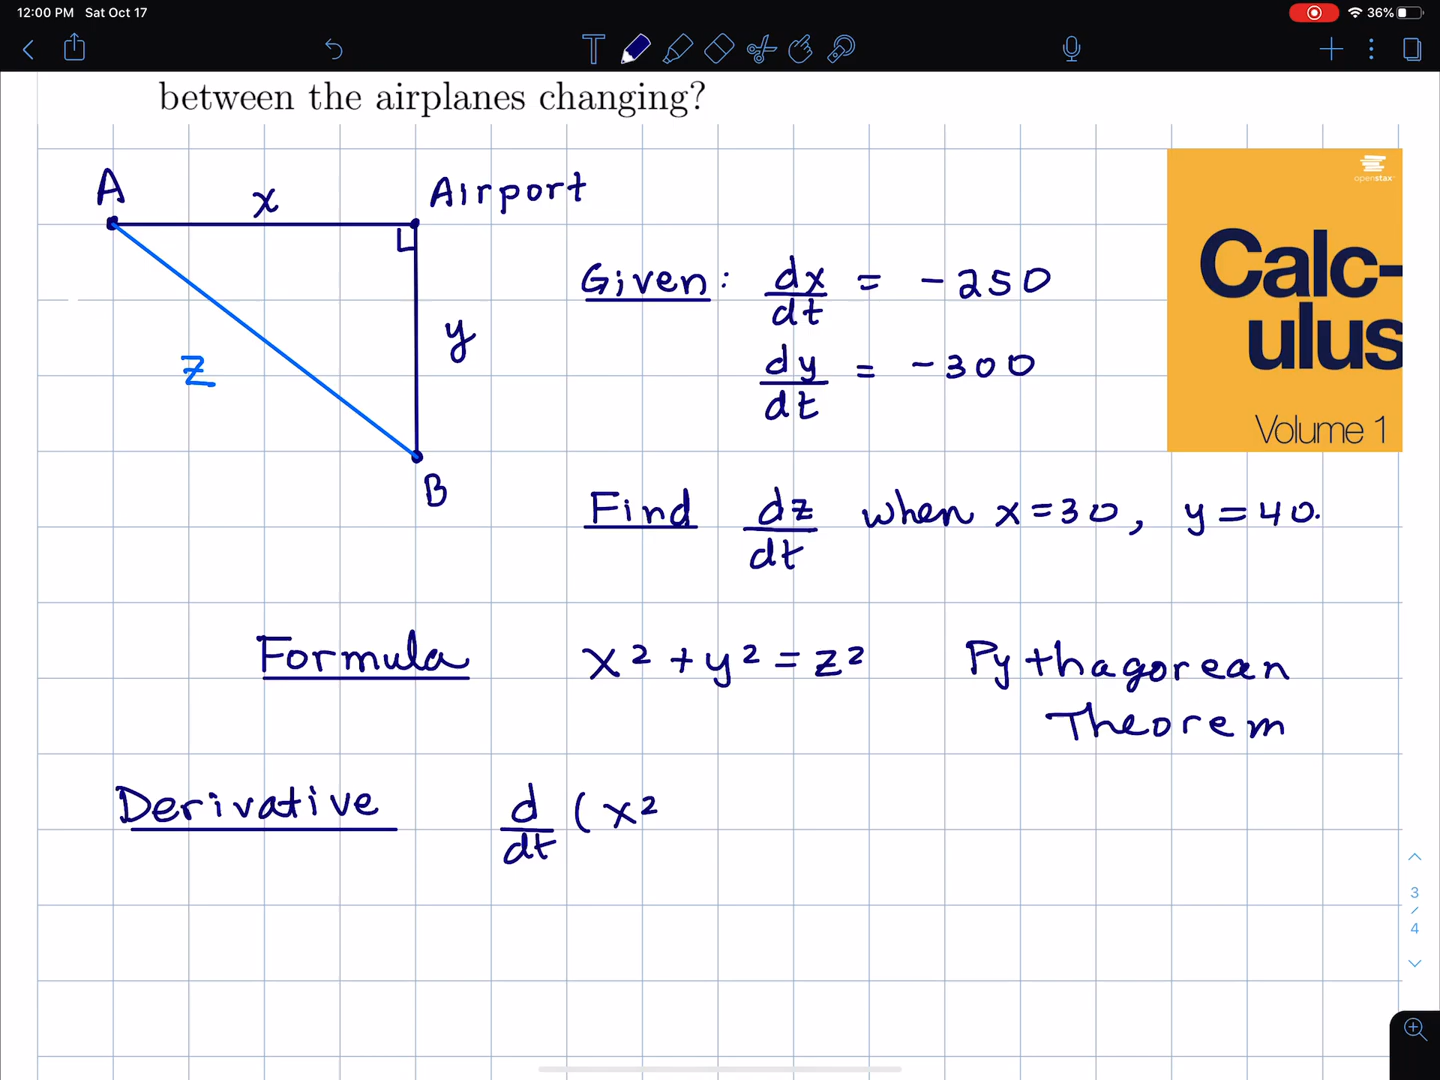 12:00 PM Sat Oct 17
36%
between the airplanes changing?
A
x
Airport
Given: dx/dt = -250
y
dy/dt = -300
z
B
openstax
Calc-
ulus
Volume 1
Find dz/dt when x=30, y=40.
Formula x² + y² = z² Pythagorean
Theorem
Derivative d/dt (x²
3
/
4